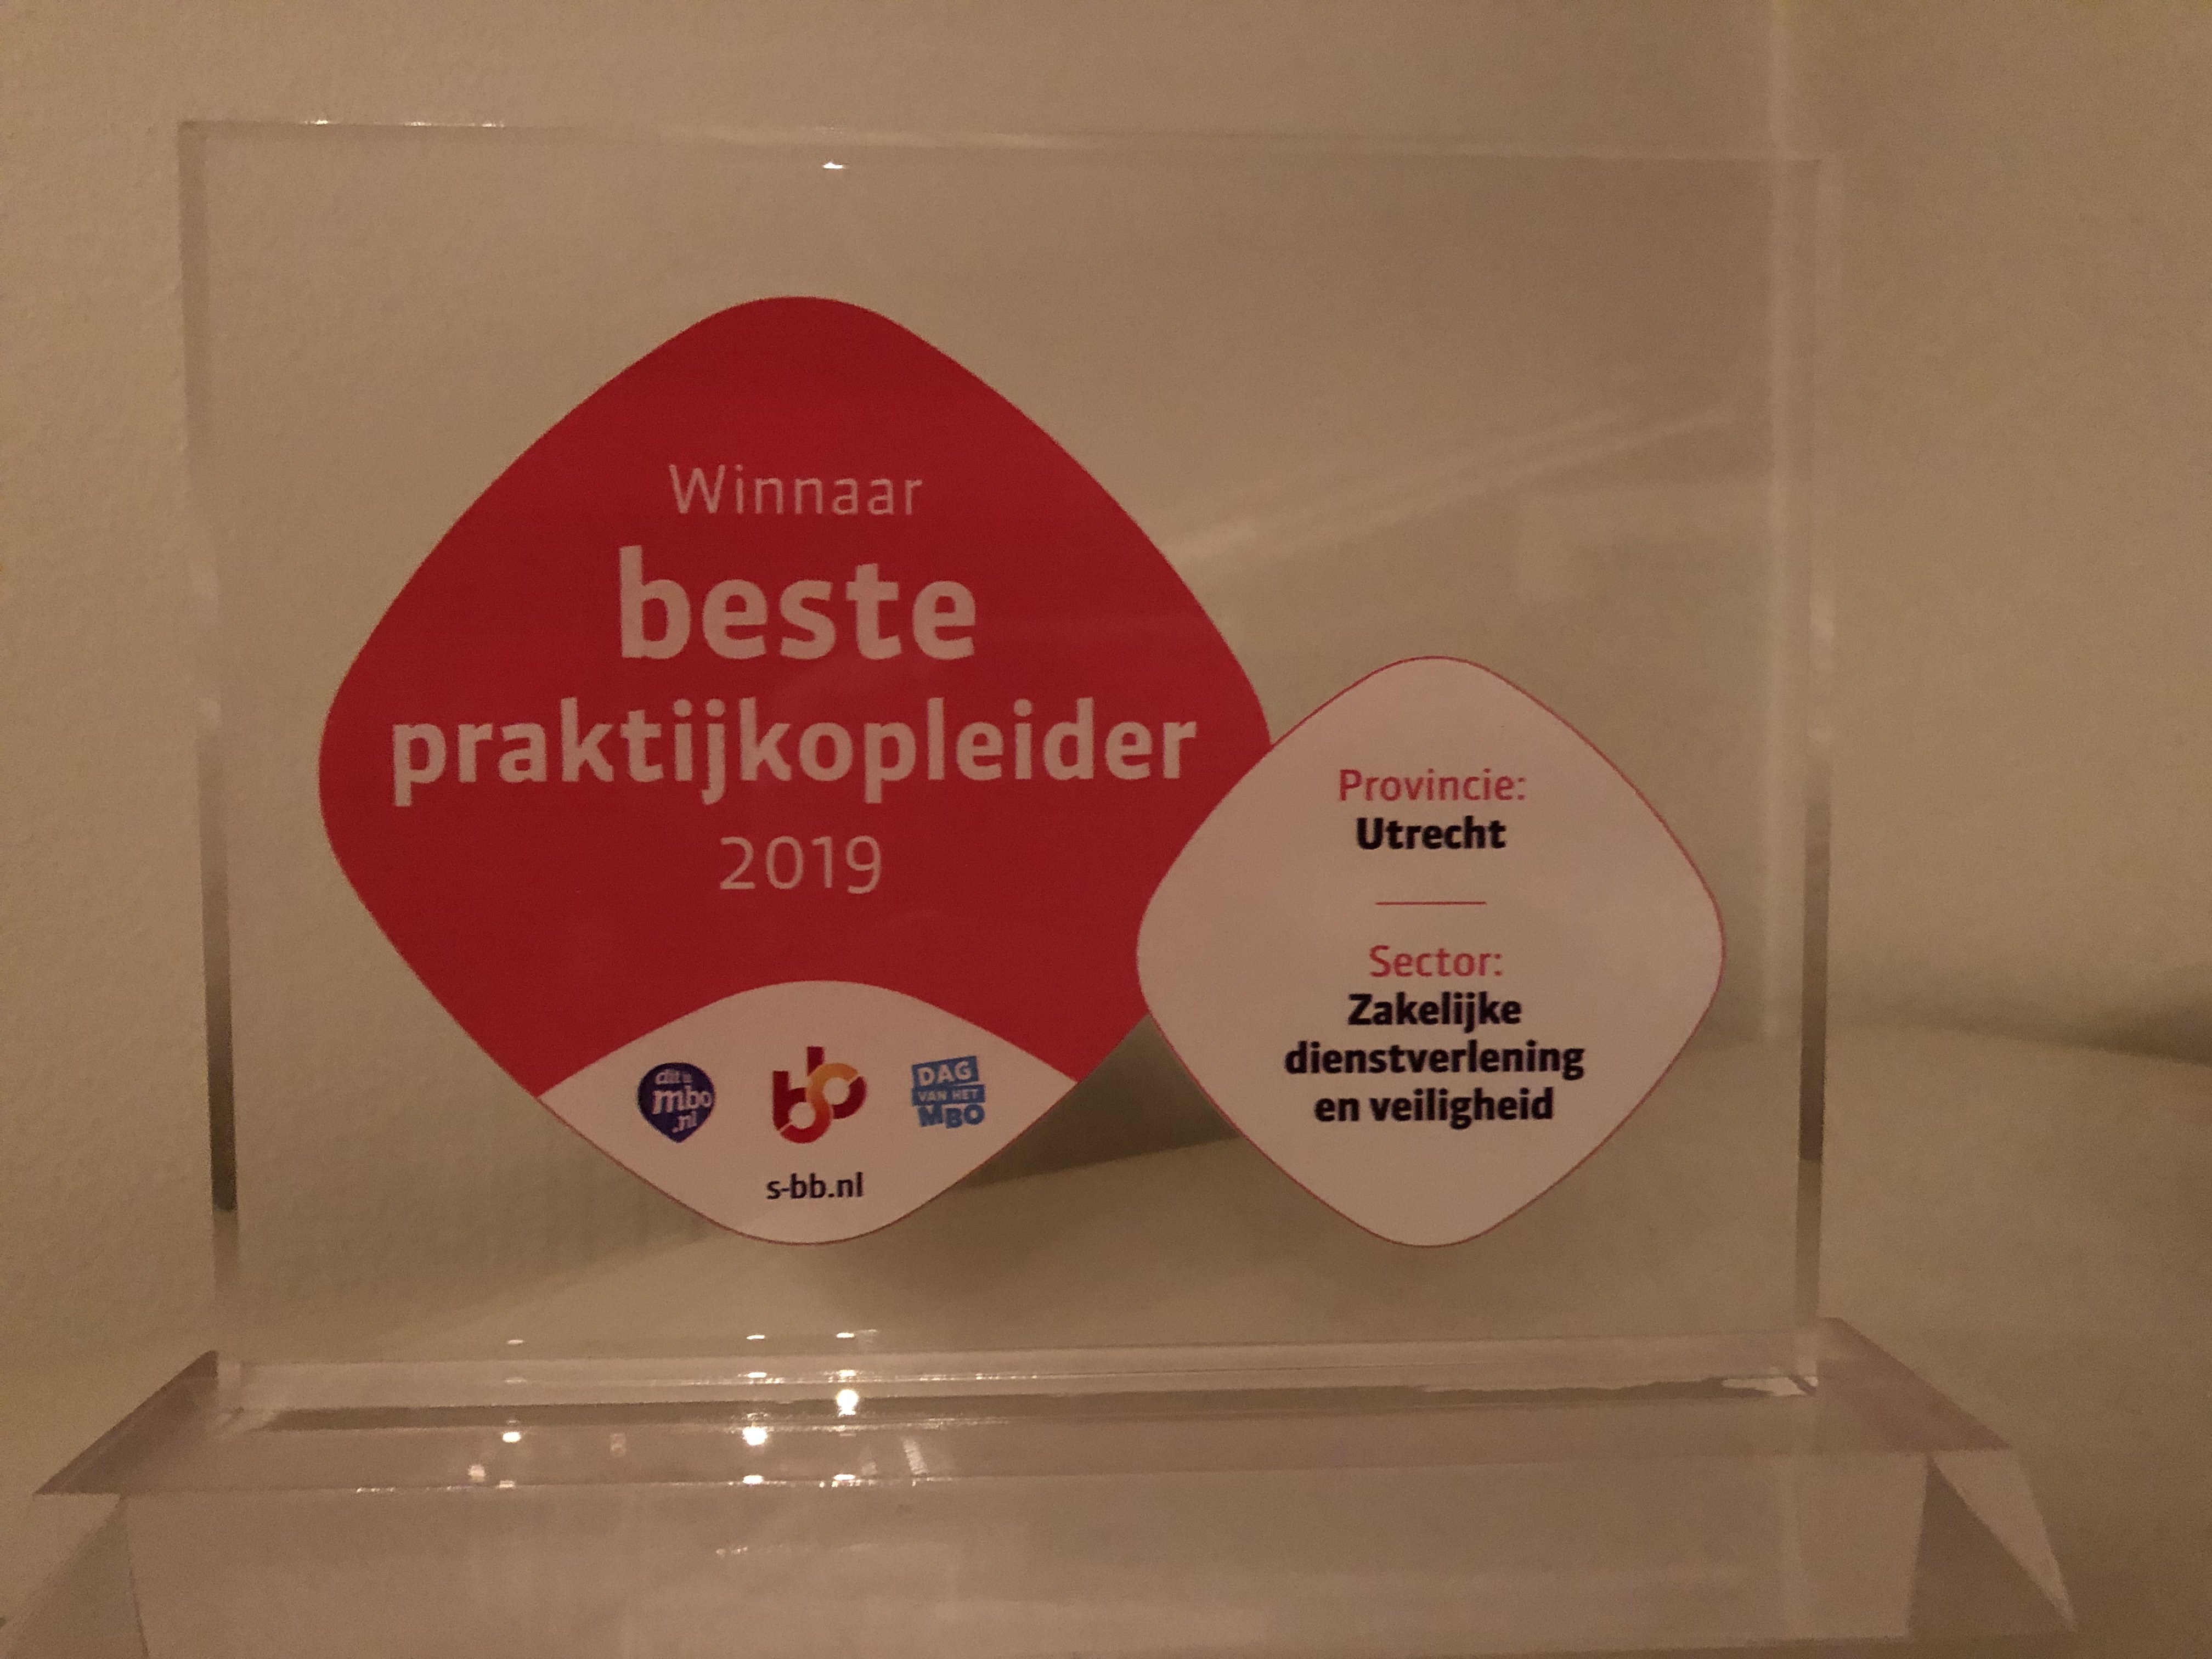 Winnaar
beste
praktijkopleider
2019
dit is
mbo
.nl
sbb
DAG
VAN HET
MBO
s-bb.nl
Provincie:
Utrecht
Sector:
Zakelijke
dienstverlening
en veiligheid